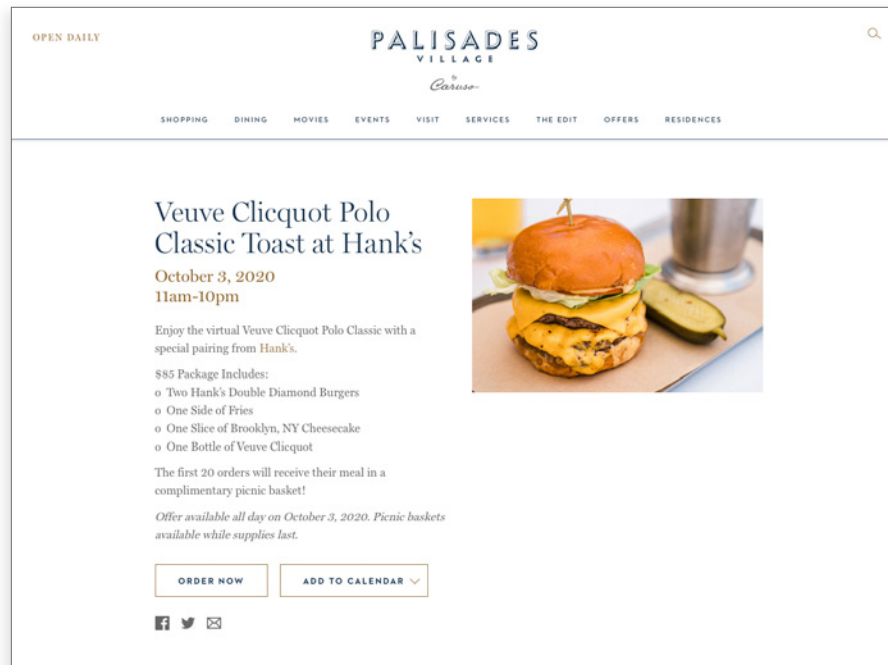 OPEN DAILY
PALISADES
VILLAGE
by
Caruso
SHOPPING DINING MOVIES EVENTS VISIT SERVICES THE EDIT OFFERS RESIDENCES
Veuve Clicquot Polo
Classic Toast at Hank's
October 3, 2020
11am-10pm
Enjoy the virtual Veuve Clicquot Polo Classic with a
special pairing from Hank's.
$85 Package Includes:
o Two Hank's Double Diamond Burgers
o One Side of Fries
o One Slice of Brooklyn, NY Cheesecake
o One Bottle of Veuve Clicquot
The first 20 orders will receive their meal in a
complimentary picnic basket!
Offer available all day on October 3, 2020. Picnic baskets
available while supplies last.
ORDER NOW ADD TO CALENDAR